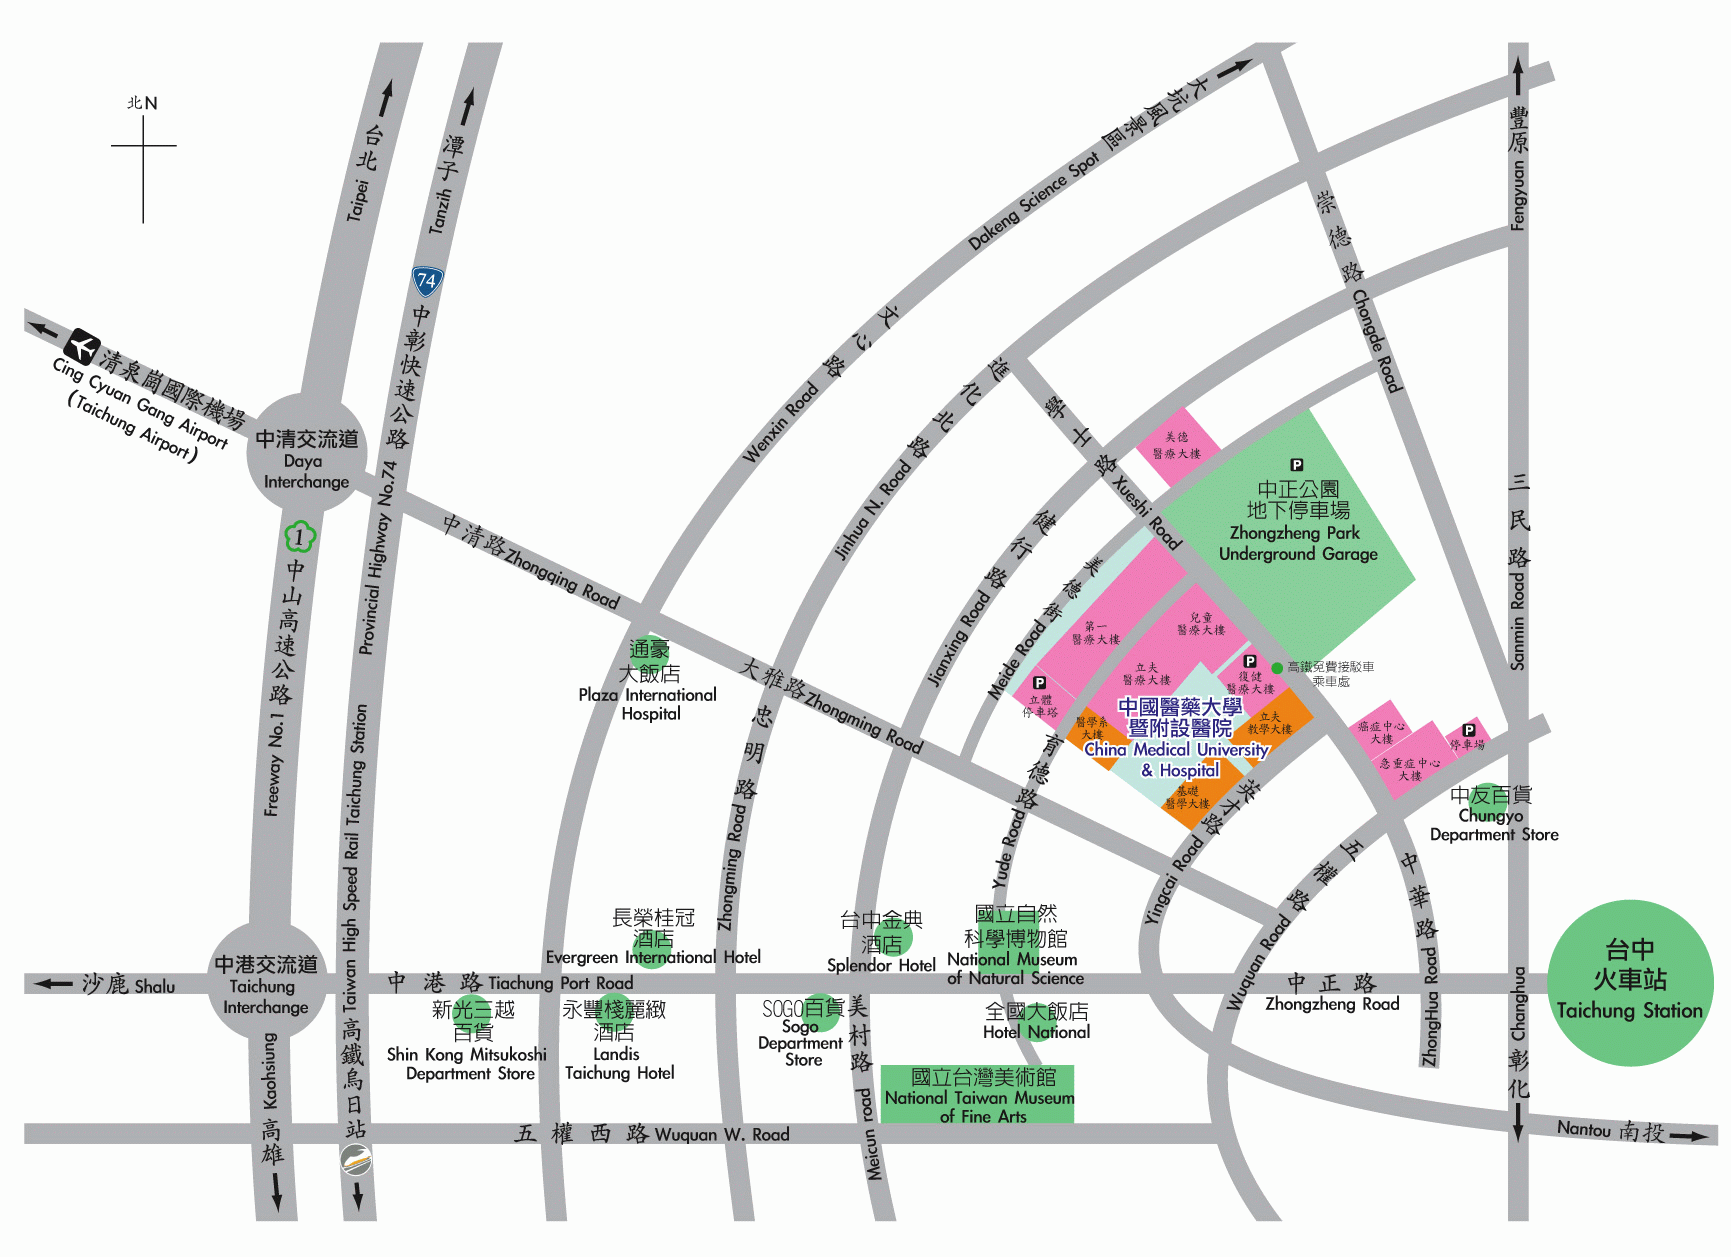 北N
台北
Taipei
潭子
Tanzih
74
中彰快速公路
Provincial Highway No.74
清泉崗國際機場
Cing Cyuan Gang Airport
(Taichung Airport)
中清交流道
Daya
Interchange
1
中山高速公路
Freeway No.1
中清路Zhongqing Road
大雅路Zhongming Road
大坑風景區
Dakeng Science Spot
文心路
Wenxin Road
進化北路
Jinhua N. Road
學士路
Xueshi Road
健行路
Jianxing Road
美德街
Meide Road
崇德路
Chongde Road
豐原
Fengyuan
三民路
Sanmin Road
美德
醫療大樓
P
中正公園
地下停車場
Zhongzheng Park
Underground Garage
第一
醫療大樓
兒童
醫療大樓
立夫
醫療大樓
P
復健
醫療大樓
高鐵免費接駁車
乘車處
P
立體
停車塔
醫學系
大樓
立夫
教學大樓
中國醫藥大學
暨附設醫院
China Medical University
& Hospital
基礎
醫學大樓
癌症中心
大樓
急重症中心
大樓
P
停車場
中友百貨
Chungyo
Department Store
通豪
大飯店
Plaza International
Hospital
忠明路
Zhongming Road
育德路
Yude Road
英才路
Yingcai Road
五權路
Wuquan Road
中華路
ZhongHua Road
長榮桂冠
酒店
Evergreen International Hotel
台中金典
酒店
Splendor Hotel
國立自然
科學博物館
National Museum
of Natural Science
沙鹿 Shalu
中港交流道
Taichung
Interchange
中港路 Tiachung Port Road
中正路
Zhongzheng Road
台中
火車站
Taichung Station
新光三越
百貨
Shin Kong Mitsukoshi
Department Store
永豐棧麗緻
酒店
Landis
Taichung Hotel
SOGO百貨
Sogo
Department
Store
美村路
Meicun road
全國大飯店
Hotel National
國立台灣美術館
National Taiwan Museum
of Fine Arts
Taiwan High Speed Rail Taichung Station
高鐵烏日站
Kaohsiung
高雄
五權西路 Wuquan W. Road
Changhua
彰化
Nantou 南投